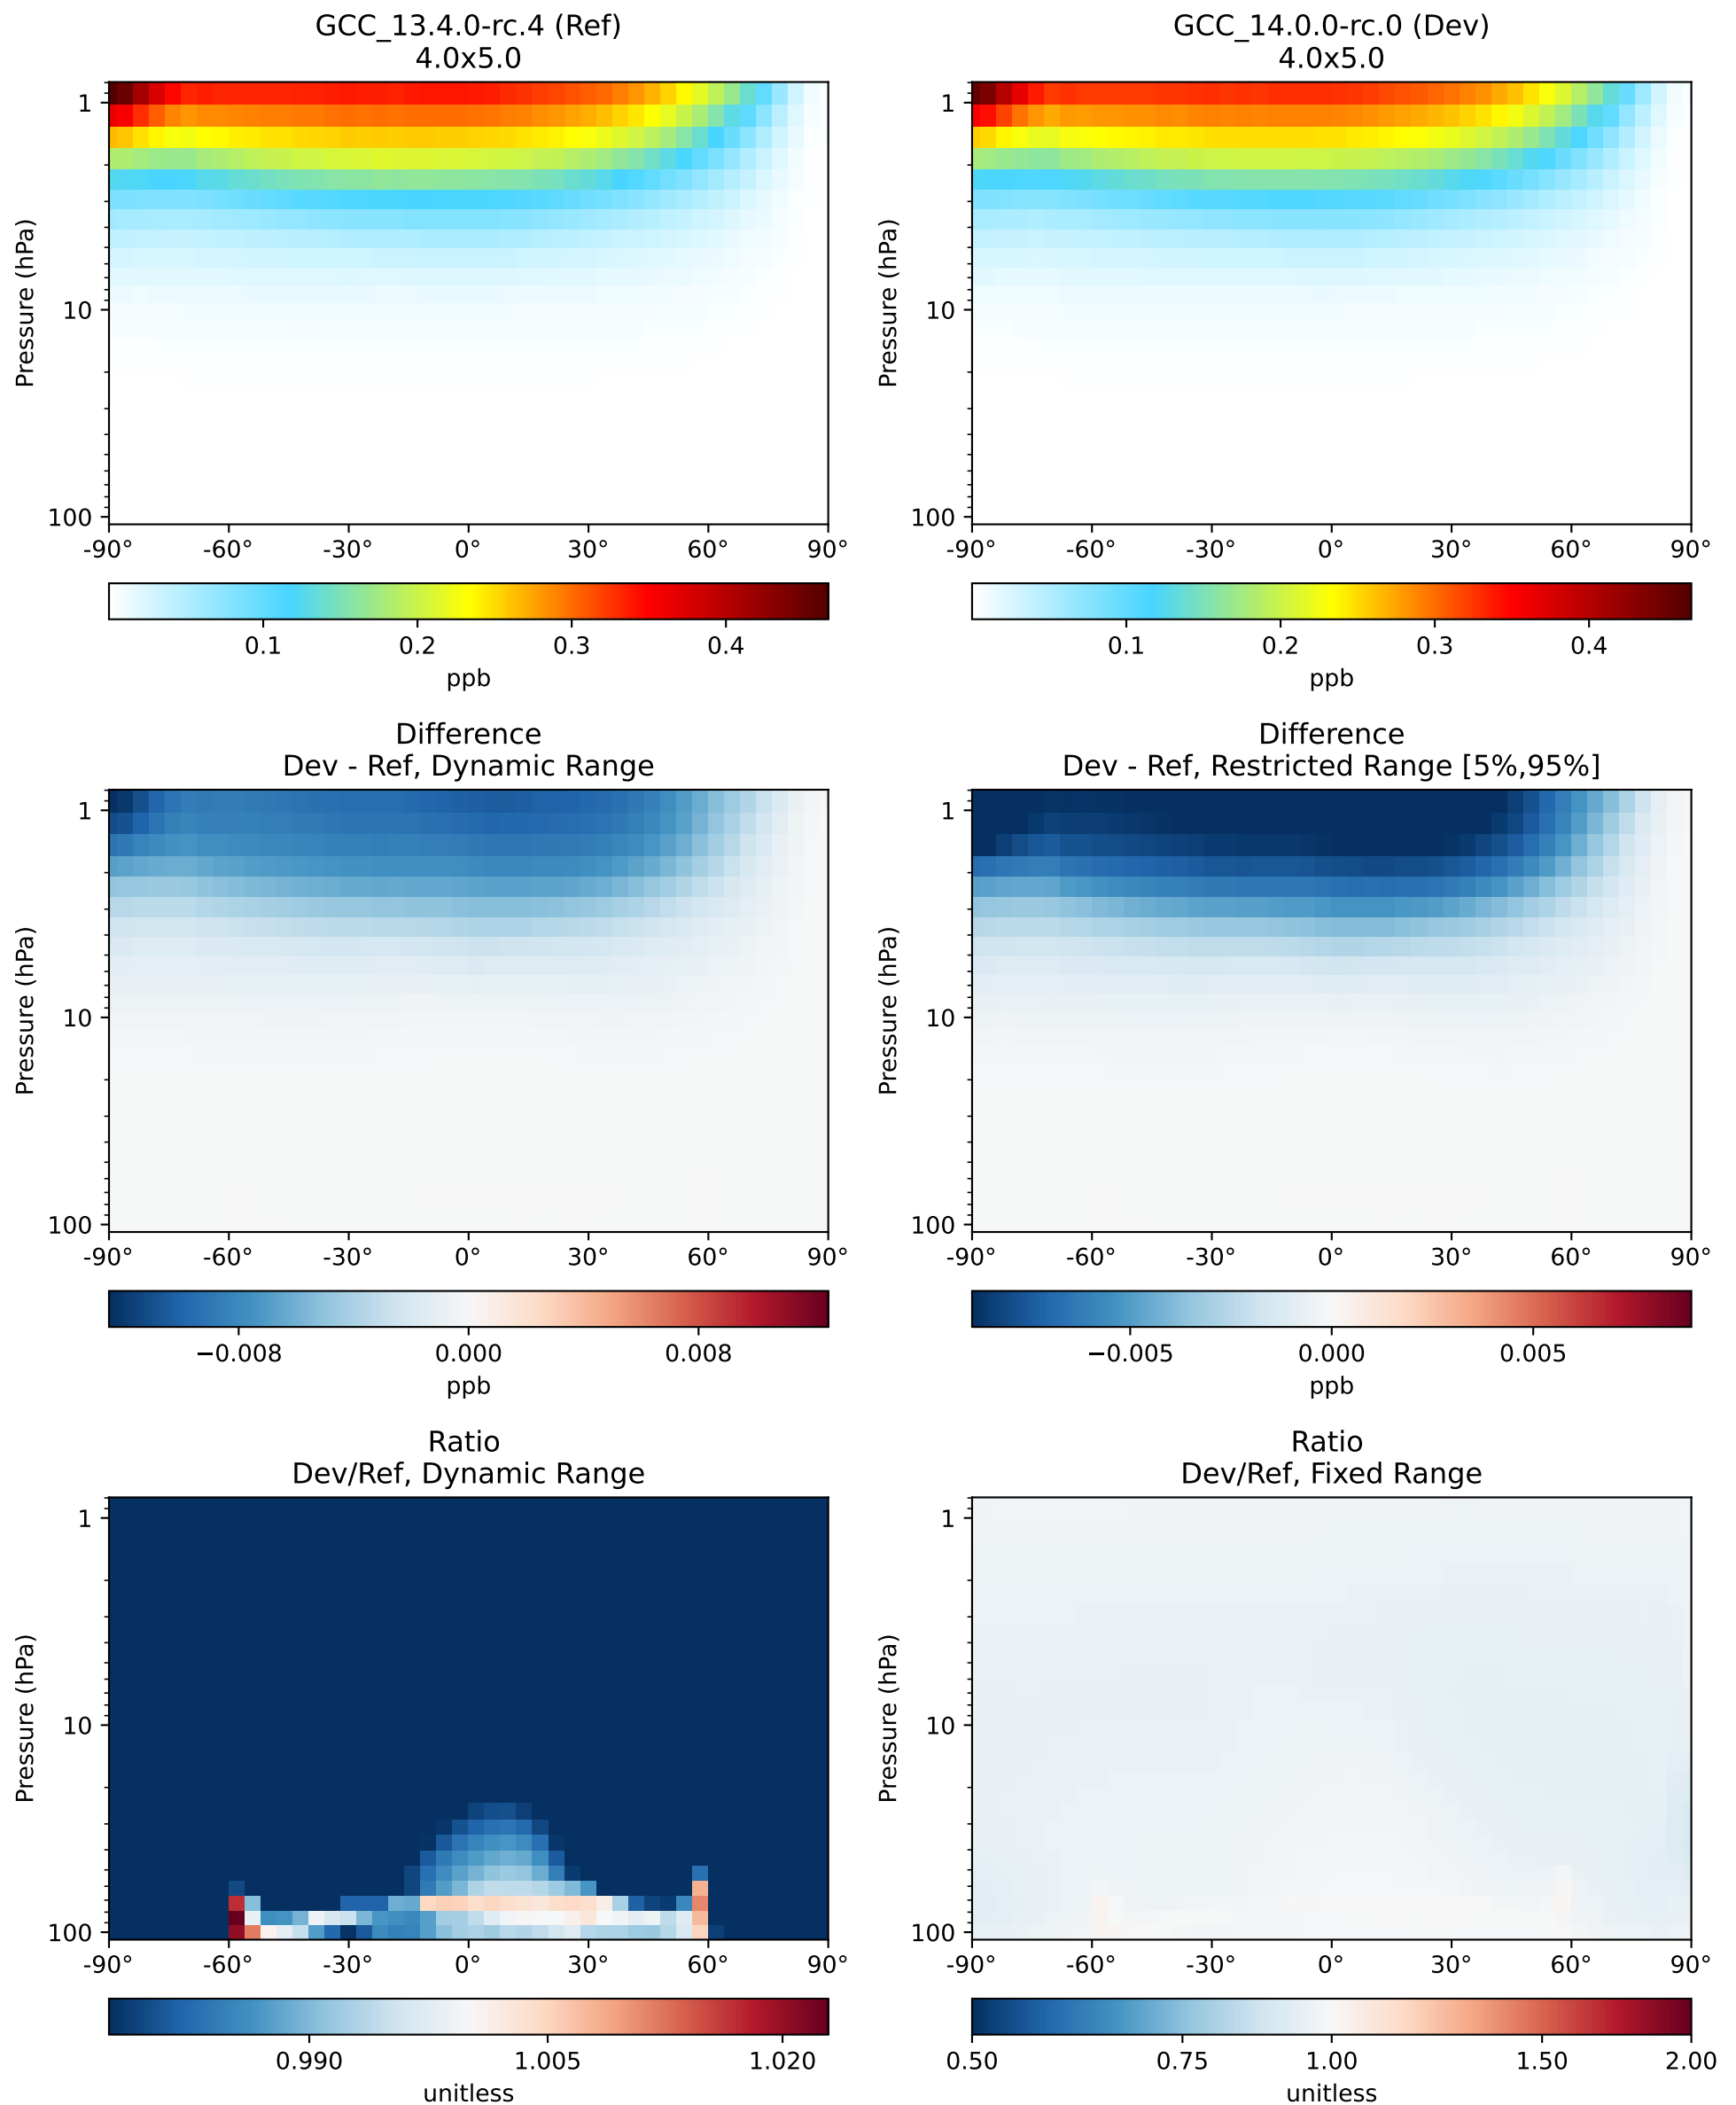 GCC_13.4.0-rc.4 (Ref)
4.0x5.0
Pressure (hPa)
1
10
100
-90° -60° -30° 0° 30° 60° 90°
0.1 0.2 0.3 0.4
ppb
GCC_14.0.0-rc.0 (Dev)
4.0x5.0
Pressure (hPa)
1
10
100
-90° -60° -30° 0° 30° 60° 90°
0.1 0.2 0.3 0.4
ppb
Difference
Dev - Ref, Dynamic Range
Pressure (hPa)
1
10
100
-90° -60° -30° 0° 30° 60° 90°
−0.008 0.000 0.008
ppb
Difference
Dev - Ref, Restricted Range [5%,95%]
Pressure (hPa)
1
10
100
-90° -60° -30° 0° 30° 60° 90°
−0.005 0.000 0.005
ppb
Ratio
Dev/Ref, Dynamic Range
Pressure (hPa)
1
10
100
-90° -60° -30° 0° 30° 60° 90°
0.990 1.005 1.020
unitless
Ratio
Dev/Ref, Fixed Range
Pressure (hPa)
1
10
100
-90° -60° -30° 0° 30° 60° 90°
0.50 0.75 1.00 1.50 2.00
unitless